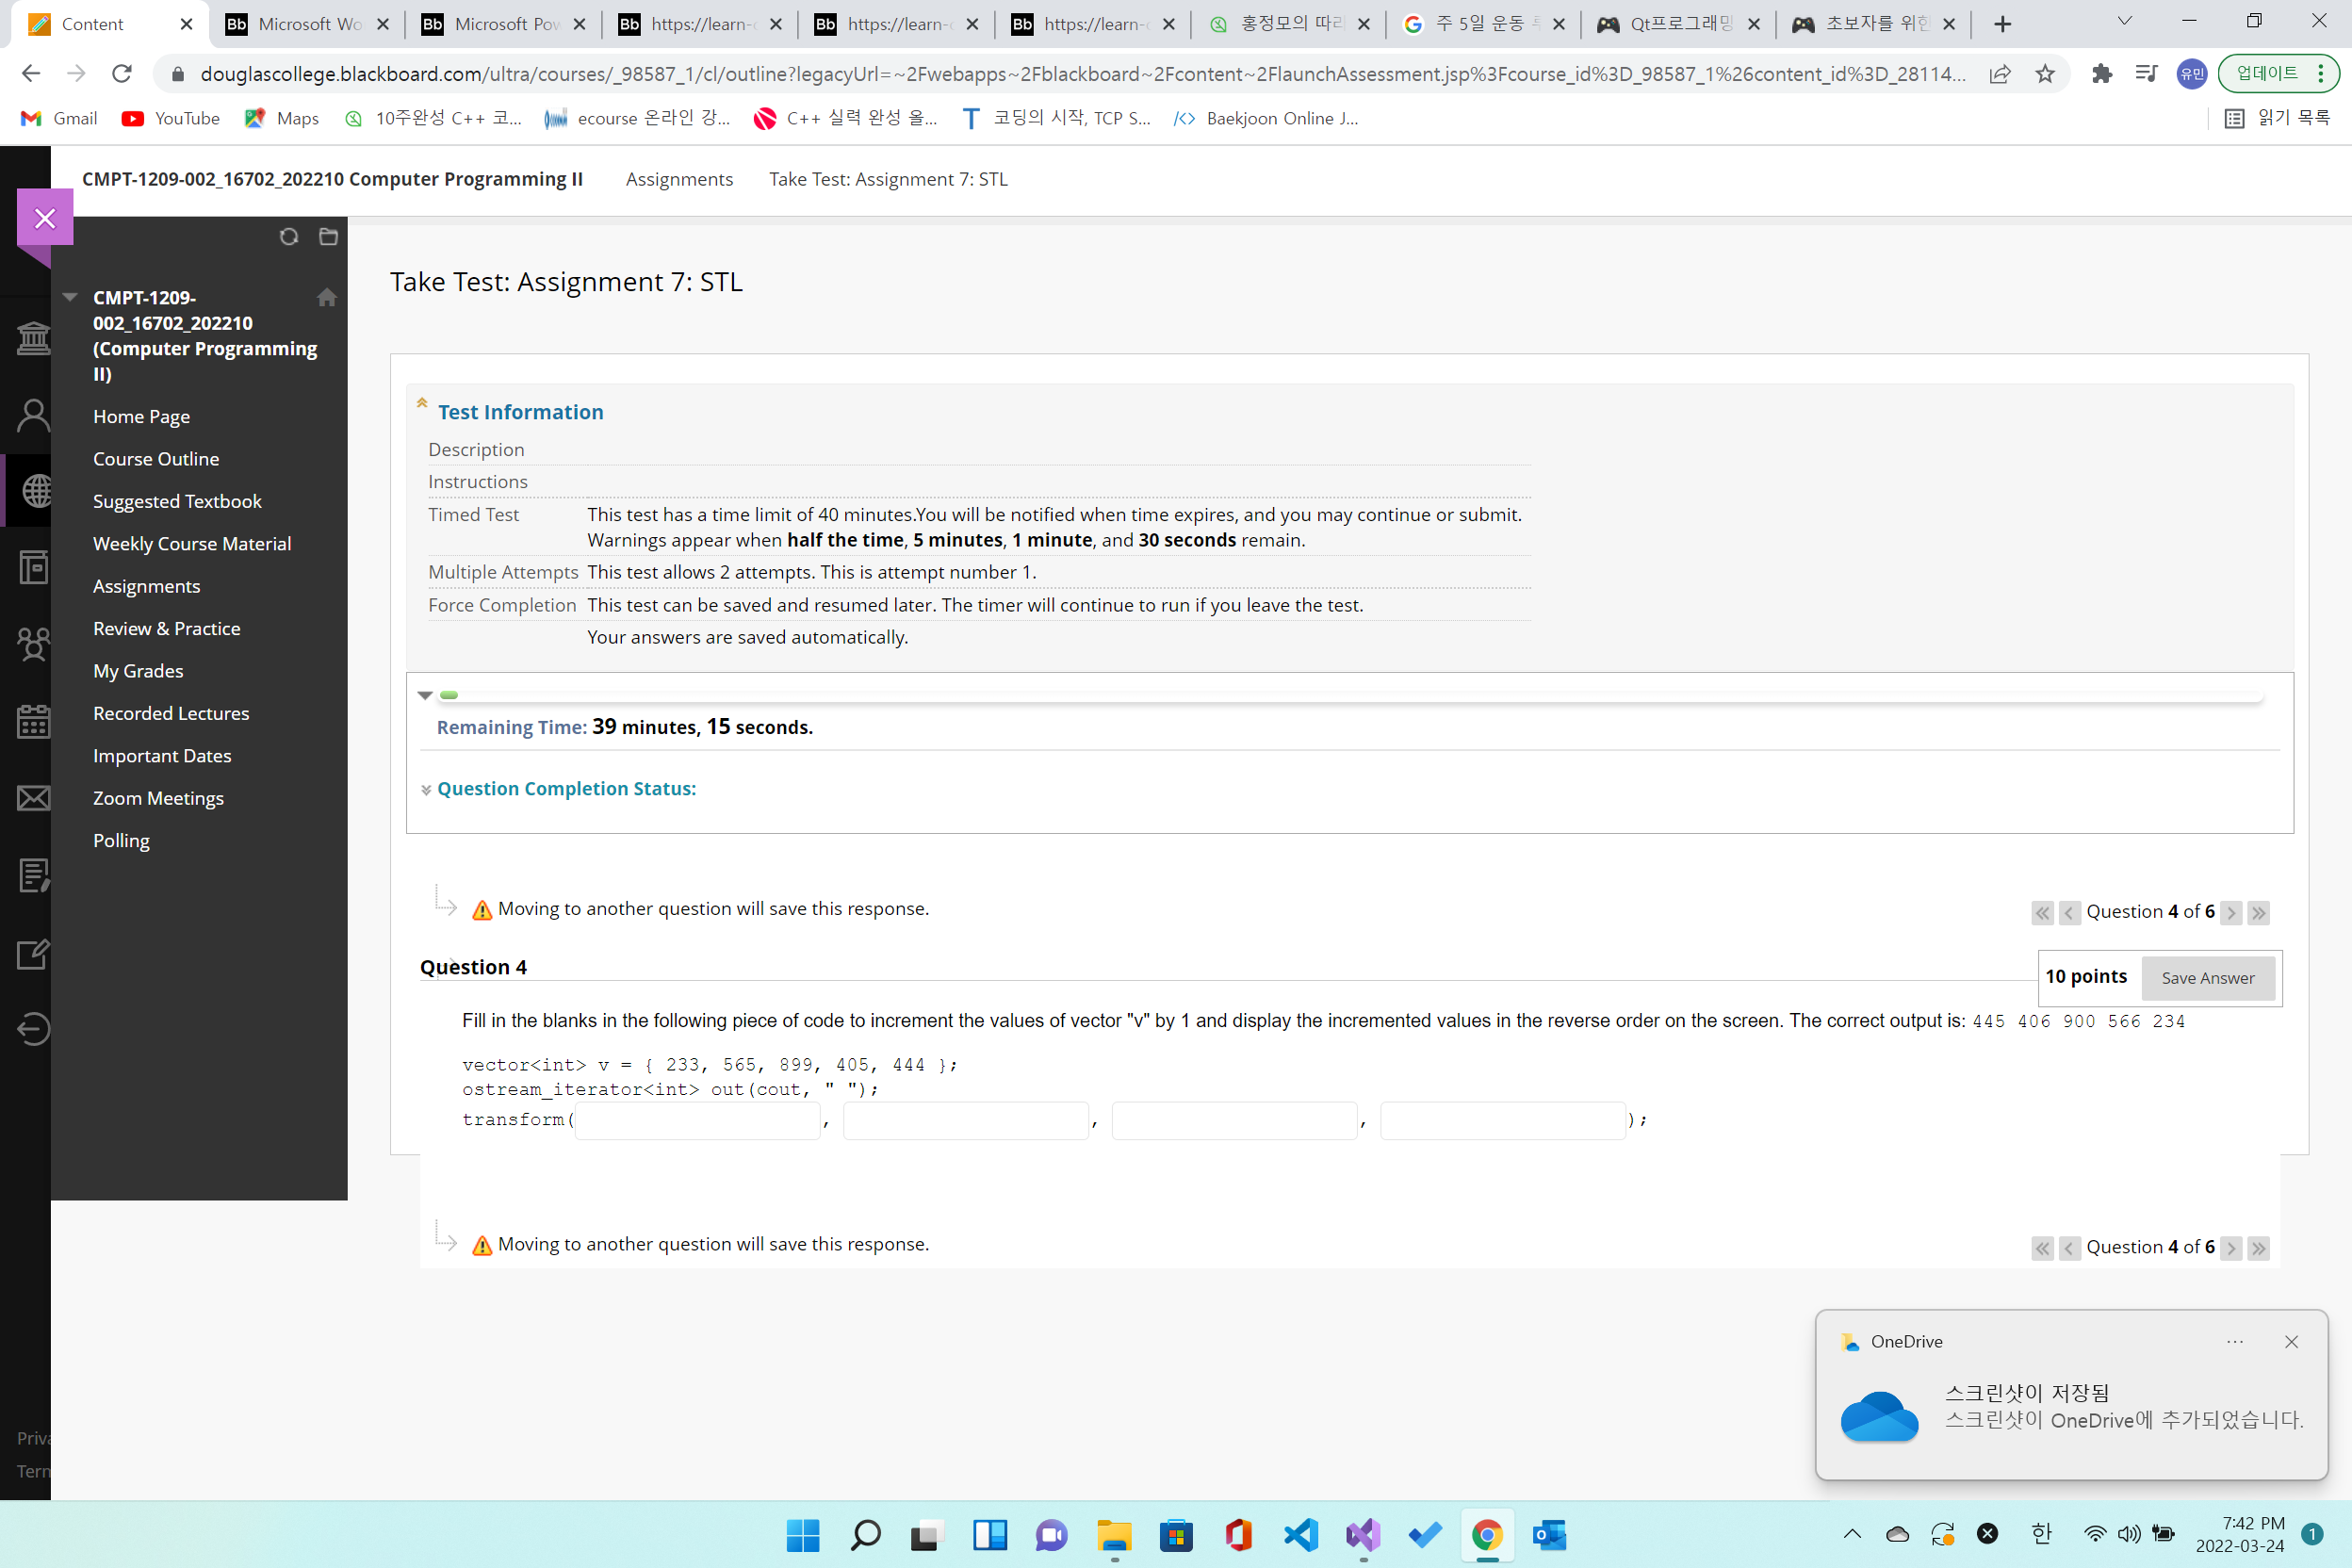 Content
Microsoft Wo
Microsoft Pow
https://learn-
https://learn-
https://learn-
홍정모의 따라
주 5일 운동 루
Qt프로그래밍
초보자를 위한
douglascollege.blackboard.com/ultra/courses/_98587_1/cl/outline?legacyUrl=~2Fwebapps~2Fblackboard~2Fcontent~2FlaunchAssessment.jsp%3Fcourse_id%3D_98587_1%26content_id%3D_28114...
유민
업데이트
Gmail
YouTube
Maps
10주완성 C++ 코...
ecourse 온라인 강...
C++ 실력 완성 올...
코딩의 시작, TCP S...
Baekjoon Online J...
읽기 목록
CMPT-1209-002_16702_202210 Computer Programming II
Assignments
Take Test: Assignment 7: STL
CMPT-1209-
002_16702_202210
(Computer Programming
II)
Home Page
Course Outline
Suggested Textbook
Weekly Course Material
Assignments
Review & Practice
My Grades
Recorded Lectures
Important Dates
Zoom Meetings
Polling
Priva
Tern
Take Test: Assignment 7: STL
Test Information
Description
Instructions
Timed Test This test has a time limit of 40 minutes.You will be notified when time expires, and you may continue or submit.
Warnings appear when half the time, 5 minutes, 1 minute, and 30 seconds remain.
Multiple Attempts This test allows 2 attempts. This is attempt number 1.
Force Completion This test can be saved and resumed later. The timer will continue to run if you leave the test.
Your answers are saved automatically.
Remaining Time: 39 minutes, 15 seconds.
Question Completion Status:
Moving to another question will save this response.
Question 4 of 6
Question 4
10 points
Save Answer
Fill in the blanks in the following piece of code to increment the values of vector "v" by 1 and display the incremented values in the reverse order on the screen. The correct output is: 445 406 900 566 234
vector<int> v = { 233, 565, 899, 405, 444 };
ostream_iterator<int> out(cout, " ");
transform( , , , );
Moving to another question will save this response.
Question 4 of 6
OneDrive
스크린샷이 저장됨
스크린샷이 OneDrive에 추가되었습니다.
한
7:42 PM
2022-03-24
1